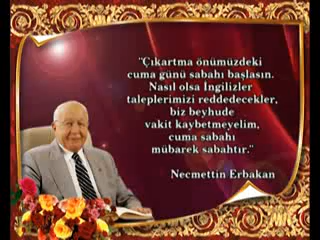 "Çıkartma önümüzdeki
cuma günü sabahı başlasın.
Nasıl olsa İngilizler
taleplerimizi reddedecekler,
biz beyhude
vakit kaybetmeyelim,
cuma sabahı
mübarek sabahtır."
Necmettin Erbakan